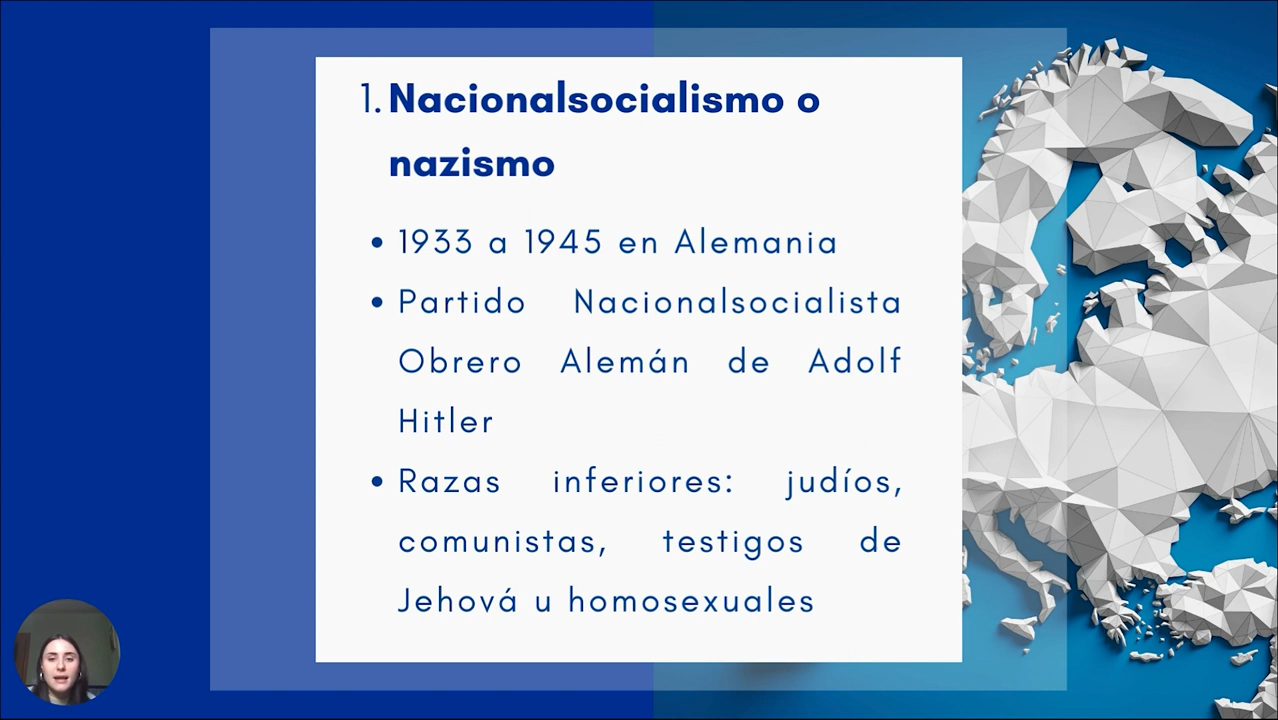 1. Nacionalsocialismo o
nazismo
• 1933 a 1945 en Alemania
• Partido Nacionalsocialista
Obrero Alemán de Adolf
Hitler
• Razas inferiores: judíos,
comunistas, testigos de
Jehová u homosexuales